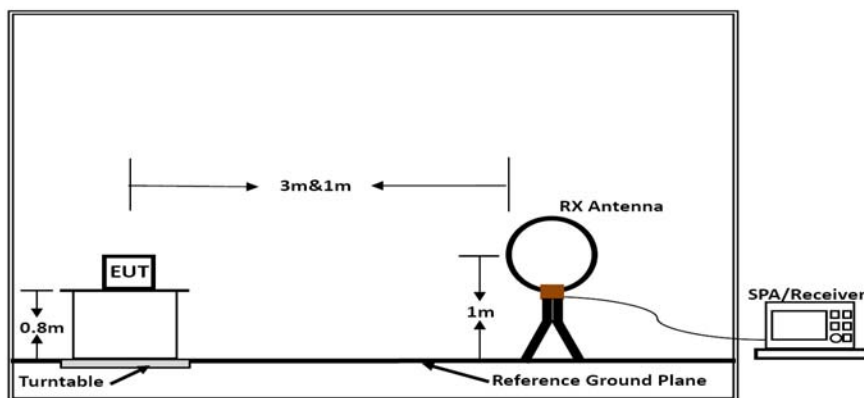 3m&1m
RX Antenna
EUT
SPA/Receiver
0.8m
1m
Turntable
Reference Ground Plane